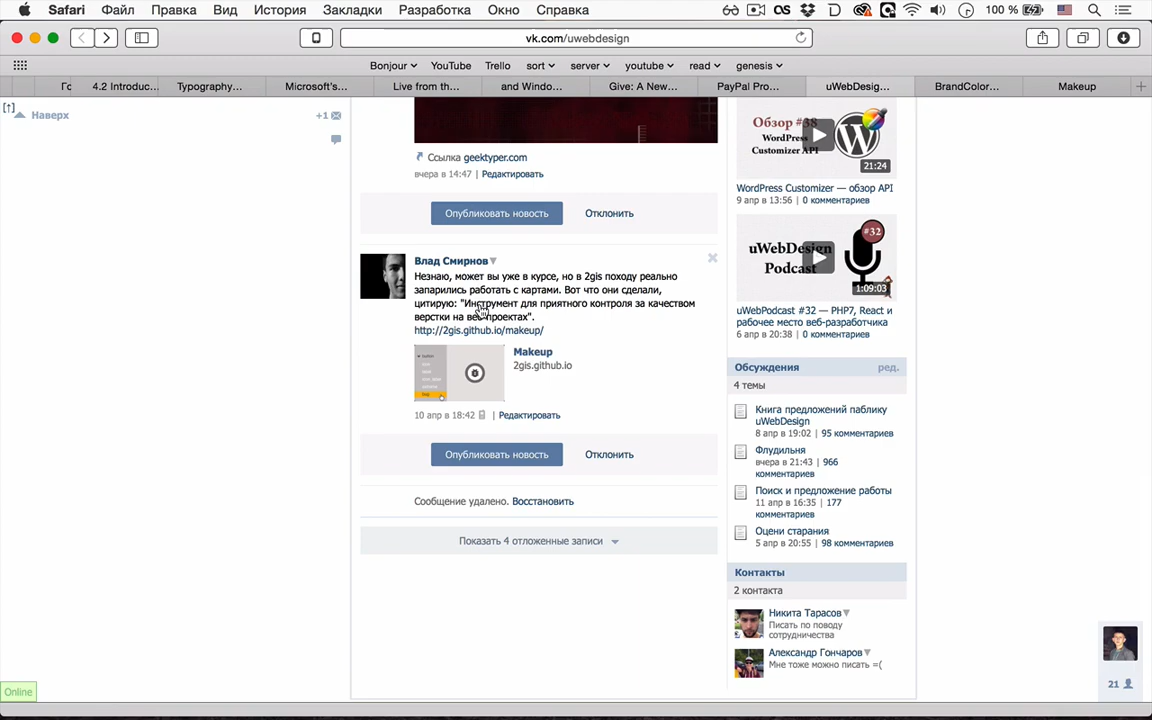 Safari Файл Правка Вид История Закладки Разработка Окно Справка
100 %
vk.com/uwebdesign
Bonjour YouTube Trello sort server youtube read genesis
Гс 4.2 Introduc... Typography... Microsoft's... Live from th... and Windo... Give: A New... PayPal Pro... uWebDesig... BrandColor... Makeup
[↑] Наверх
+1
Ссылка geektyper.com
вчера в 14:47 | Редактировать
Опубликовать новость Отклонить
Влад Смирнов
Незнаю, может вы уже в курсе, но в 2gis походу реально
запарились работать с картами. Вот что они сделали,
цитирую: "Инструмент для приятного контроля за качеством
верстки на веб-проектах".
http://2gis.github.io/makeup/
Makeup
2gis.github.io
10 апр в 18:42 | Редактировать
Опубликовать новость Отклонить
Сообщение удалено. Восстановить
Показать 4 отложенные записи
Обзор #38
WordPress
Customizer API
21:24
WordPress Customizer — обзор API
9 апр в 13:56 | 0 комментариев
#32
uWebDesign
Podcast
1:09:03
uWebPodcast #32 — PHP7, React и
рабочее место веб-разработчика
6 апр в 20:38 | 0 комментариев
Обсуждения ред.
4 темы
Книга предложений паблику
uWebDesign
8 апр в 19:02 | 95 комментариев
Флудильня
вчера в 21:43 | 966
комментариев
Поиск и предложение работы
11 апр в 16:35 | 177
комментариев
Оцени старания
5 апр в 20:55 | 98 комментариев
Контакты
2 контакта
Никита Тарасов
Писать по поводу
сотрудничества
Александр Гончаров
Мне тоже можно писать =(
21
Online